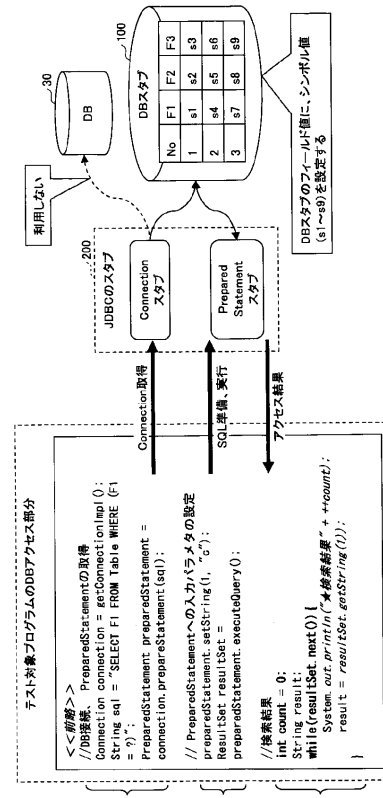 テスト対象プログラムのDBアクセス部分
<<前略>>
//DB接続、PreparedStatementの取得
Connection connection = getConnectionImpl();
String sql = "SELECT F1 FROM Table WHERE (F1
= ?)";
PreparedStatement preparedStatement =
connection.prepareStatement(sql);
// PreparedStatementへの入力パラメタの設定
preparedStatement.setString(1, "c");
ResultSet resultSet =
preparedStatement.executeQuery();
//検索結果
int count = 0;
String result;
while(resultSet.next()) {
System.out.println("★検索結果" + ++count);
result = resultSet.getString(1));
}
Connection取得
SQL準備、実行
アクセス結果
200
JDBCのスタブ
Connection
スタブ
Prepared
Statement
スタブ
利用しない
30
DB
100
DBスタブ
No F1 F2 F3
1 s1 s2 s3
2 s4 s5 s6
3 s7 s8 s9
DBスタブのフィールド値に、シンボル値
(s1~s9)を設定する